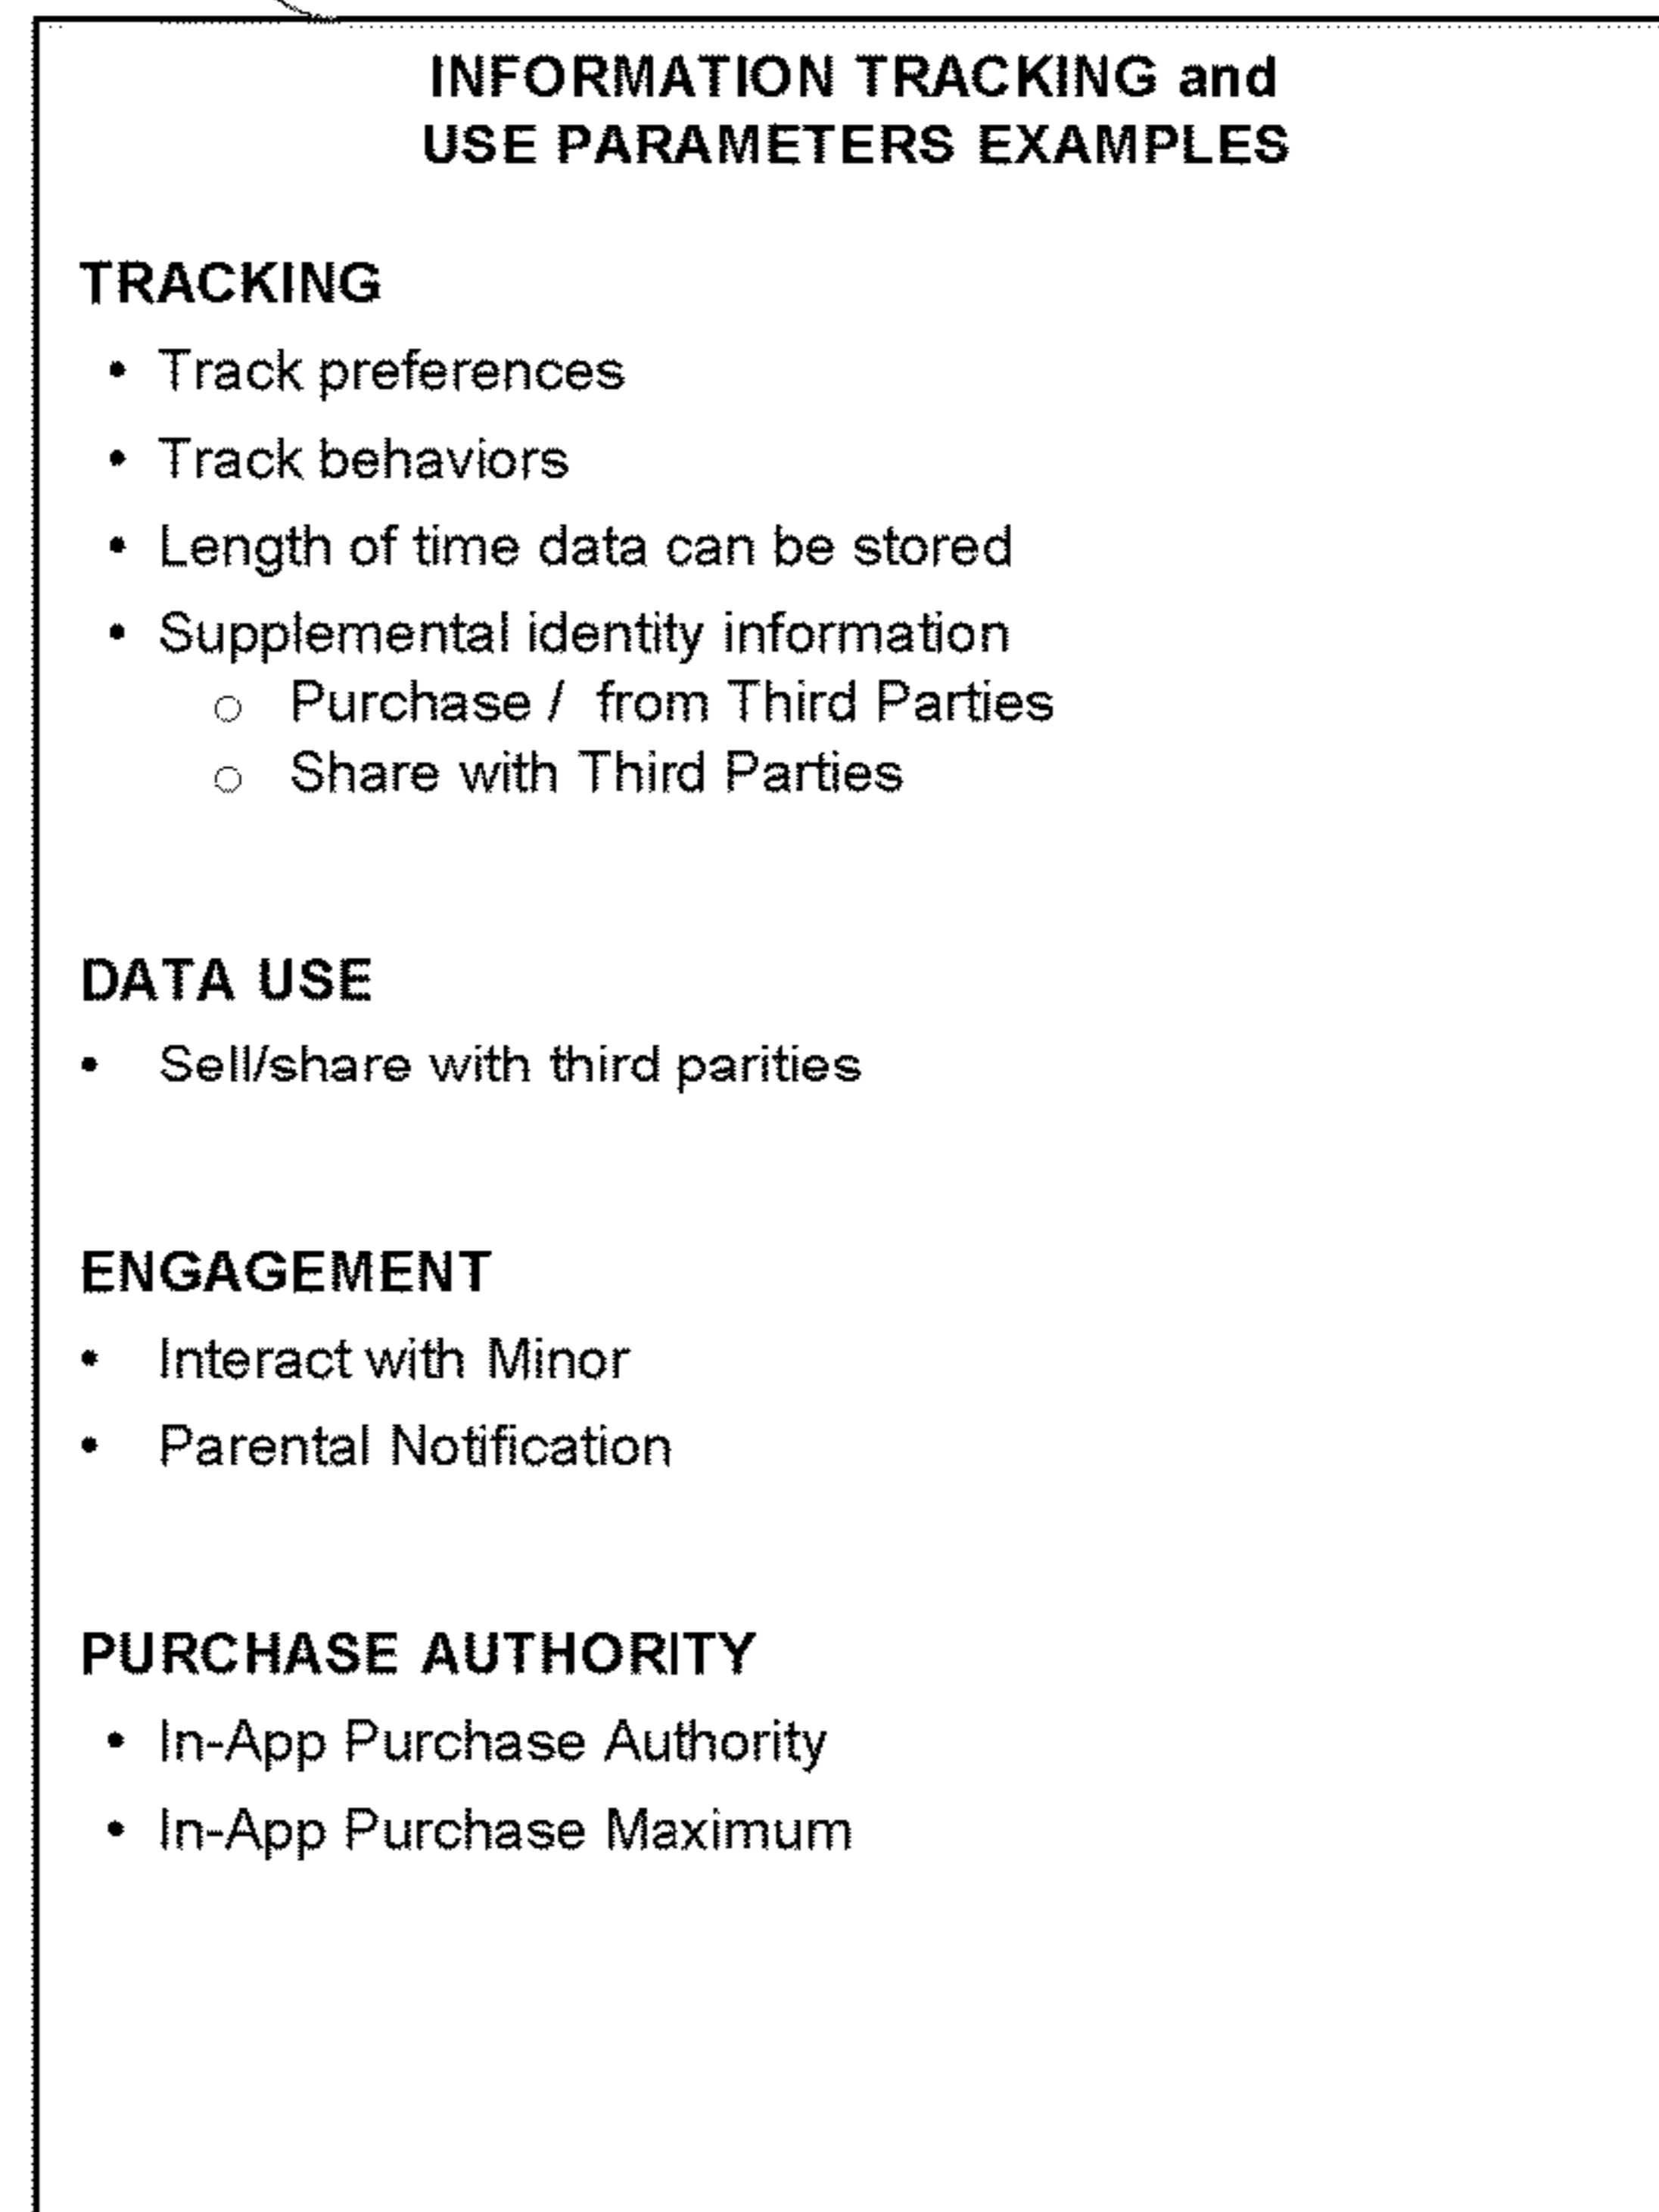 INFORMATION TRACKING and
USE PARAMETERS EXAMPLES
TRACKING
• Track preferences
• Track behaviors
• Length of time data can be stored
• Supplemental identity information
○ Purchase / from Third Parties
○ Share with Third Parties
DATA USE
• Sell/share with third parities
ENGAGEMENT
• Interact with Minor
• Parental Notification
PURCHASE AUTHORITY
• In-App Purchase Authority
• In-App Purchase Maximum